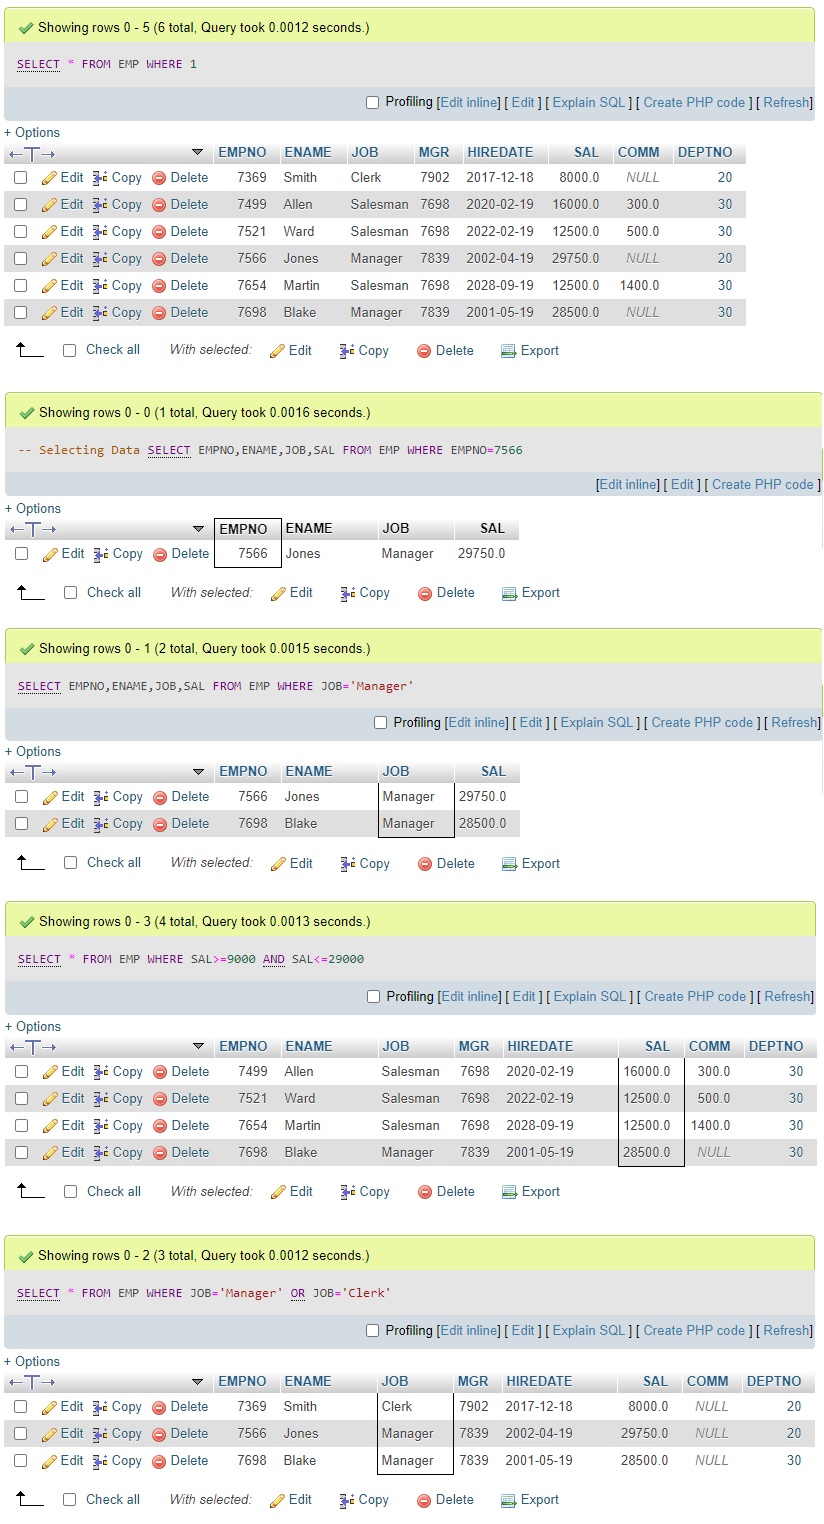 Showing rows 0 - 5 (6 total, Query took 0.0012 seconds.)
SELECT * FROM EMP WHERE 1
Profiling [Edit inline] [ Edit ] [ Explain SQL ] [ Create PHP code ] [ Refresh]
+ Options
EMPNO ENAME JOB MGR HIREDATE SAL COMM DEPTNO
Edit Copy Delete 7369 Smith Clerk 7902 2017-12-18 8000.0 NULL 20
Edit Copy Delete 7499 Allen Salesman 7698 2020-02-19 16000.0 300.0 30
Edit Copy Delete 7521 Ward Salesman 7698 2022-02-19 12500.0 500.0 30
Edit Copy Delete 7566 Jones Manager 7839 2002-04-19 29750.0 NULL 20
Edit Copy Delete 7654 Martin Salesman 7698 2028-09-19 12500.0 1400.0 30
Edit Copy Delete 7698 Blake Manager 7839 2001-05-19 28500.0 NULL 30
Check all With selected: Edit Copy Delete Export
Showing rows 0 - 0 (1 total, Query took 0.0016 seconds.)
-- Selecting Data SELECT EMPNO,ENAME,JOB,SAL FROM EMP WHERE EMPNO=7566
[Edit inline] [ Edit ] [ Create PHP code ]
+ Options
EMPNO ENAME JOB SAL
Edit Copy Delete 7566 Jones Manager 29750.0
Check all With selected: Edit Copy Delete Export
Showing rows 0 - 1 (2 total, Query took 0.0015 seconds.)
SELECT EMPNO,ENAME,JOB,SAL FROM EMP WHERE JOB='Manager'
Profiling [Edit inline] [ Edit ] [ Explain SQL ] [ Create PHP code ] [ Refresh]
+ Options
EMPNO ENAME JOB SAL
Edit Copy Delete 7566 Jones Manager 29750.0
Edit Copy Delete 7698 Blake Manager 28500.0
Check all With selected: Edit Copy Delete Export
Showing rows 0 - 3 (4 total, Query took 0.0013 seconds.)
SELECT * FROM EMP WHERE SAL>=9000 AND SAL<=29000
Profiling [Edit inline] [ Edit ] [ Explain SQL ] [ Create PHP code ] [ Refresh]
+ Options
EMPNO ENAME JOB MGR HIREDATE SAL COMM DEPTNO
Edit Copy Delete 7499 Allen Salesman 7698 2020-02-19 16000.0 300.0 30
Edit Copy Delete 7521 Ward Salesman 7698 2022-02-19 12500.0 500.0 30
Edit Copy Delete 7654 Martin Salesman 7698 2028-09-19 12500.0 1400.0 30
Edit Copy Delete 7698 Blake Manager 7839 2001-05-19 28500.0 NULL 30
Check all With selected: Edit Copy Delete Export
Showing rows 0 - 2 (3 total, Query took 0.0012 seconds.)
SELECT * FROM EMP WHERE JOB='Manager' OR JOB='Clerk'
Profiling [Edit inline] [ Edit ] [ Explain SQL ] [ Create PHP code ] [ Refresh]
+ Options
EMPNO ENAME JOB MGR HIREDATE SAL COMM DEPTNO
Edit Copy Delete 7369 Smith Clerk 7902 2017-12-18 8000.0 NULL 20
Edit Copy Delete 7566 Jones Manager 7839 2002-04-19 29750.0 NULL 20
Edit Copy Delete 7698 Blake Manager 7839 2001-05-19 28500.0 NULL 30
Check all With selected: Edit Copy Delete Export